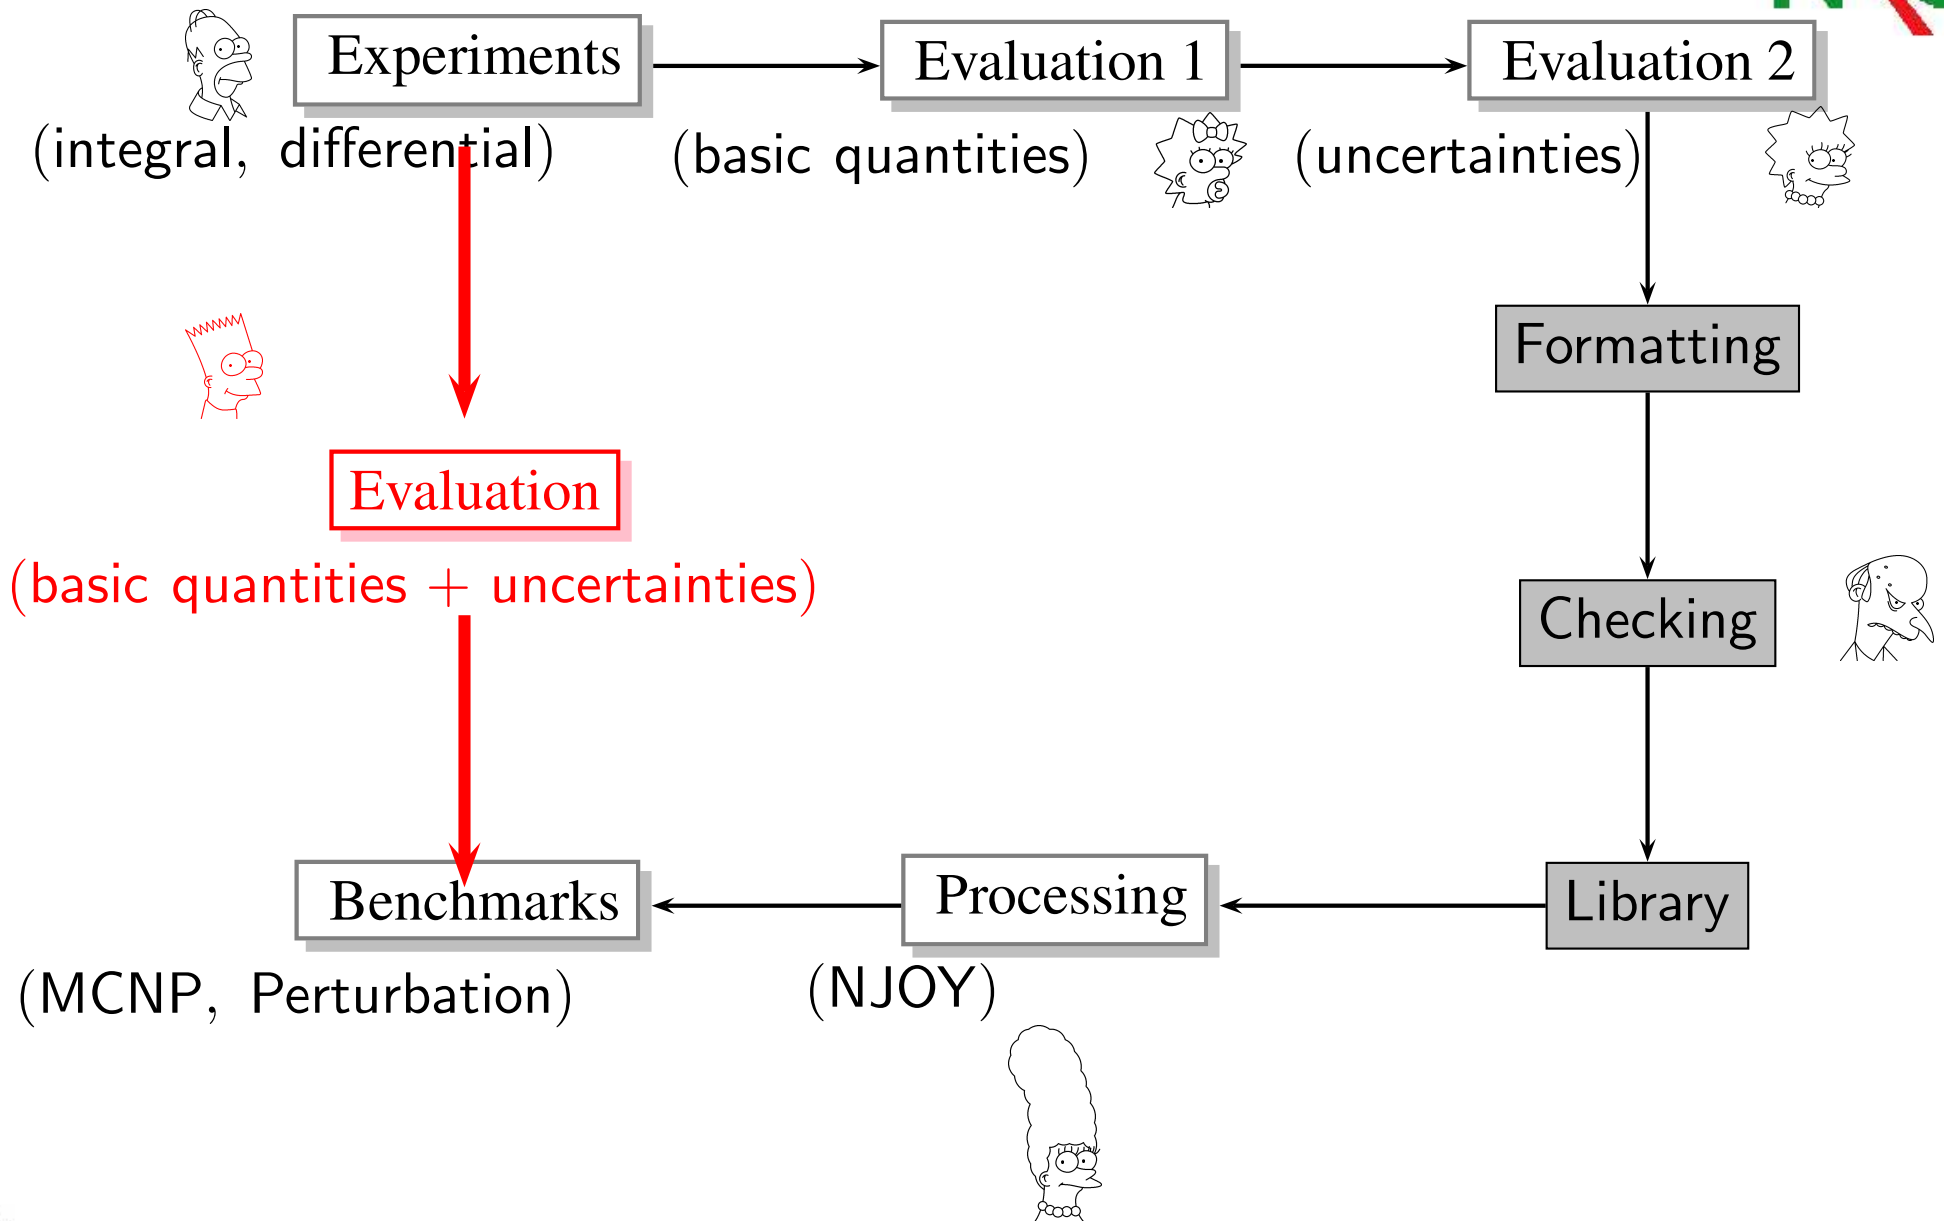 Experiments
Evaluation 1
Evaluation 2
(integral, differential)
(basic quantities)
(uncertainties)
Formatting
Evaluation
(basic quantities + uncertainties)
Checking
Benchmarks
Processing
Library
(MCNP, Perturbation)
(NJOY)